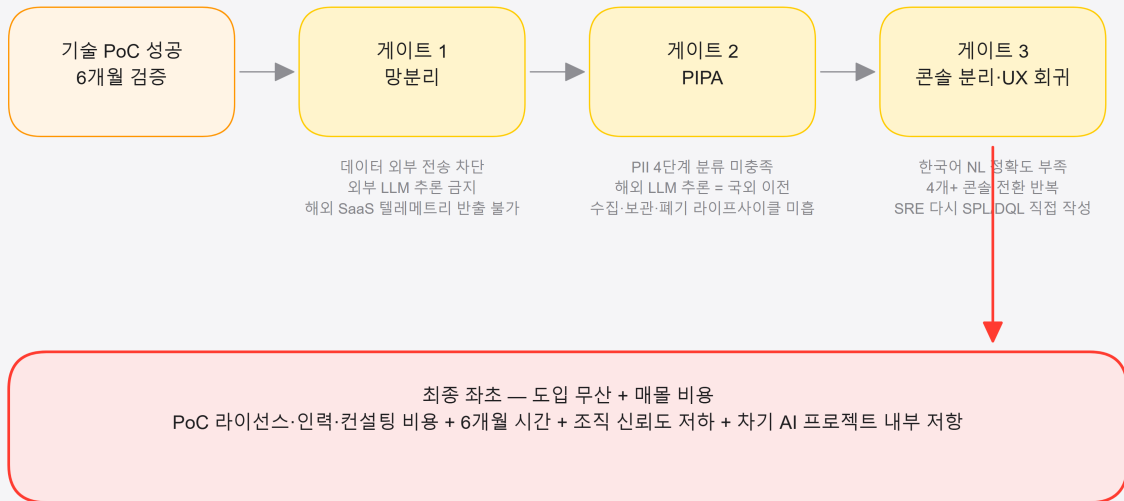 기술 PoC 성공
6개월 검증
게이트 1
망분리
게이트 2
PIPA
게이트 3
콘솔 분리·UX 회귀
데이터 외부 전송 차단
외부 LLM 추론 금지
해외 SaaS 텔레메트리 반출 불가
PII 4단계 분류 미충족
해외 LLM 추론 = 국외 이전
수집·보관·폐기 라이프사이클 미흡
한국어 NL 정확도 부족
4개+ 콘솔 전환 반복
SRE 다시 SPL/DQL 직접 작성
최종 좌초 — 도입 무산 + 매몰 비용
PoC 라이선스·인력·컨설팅 비용 + 6개월 시간 + 조직 신뢰도 저하 + 차기 AI 프로젝트 내부 저항